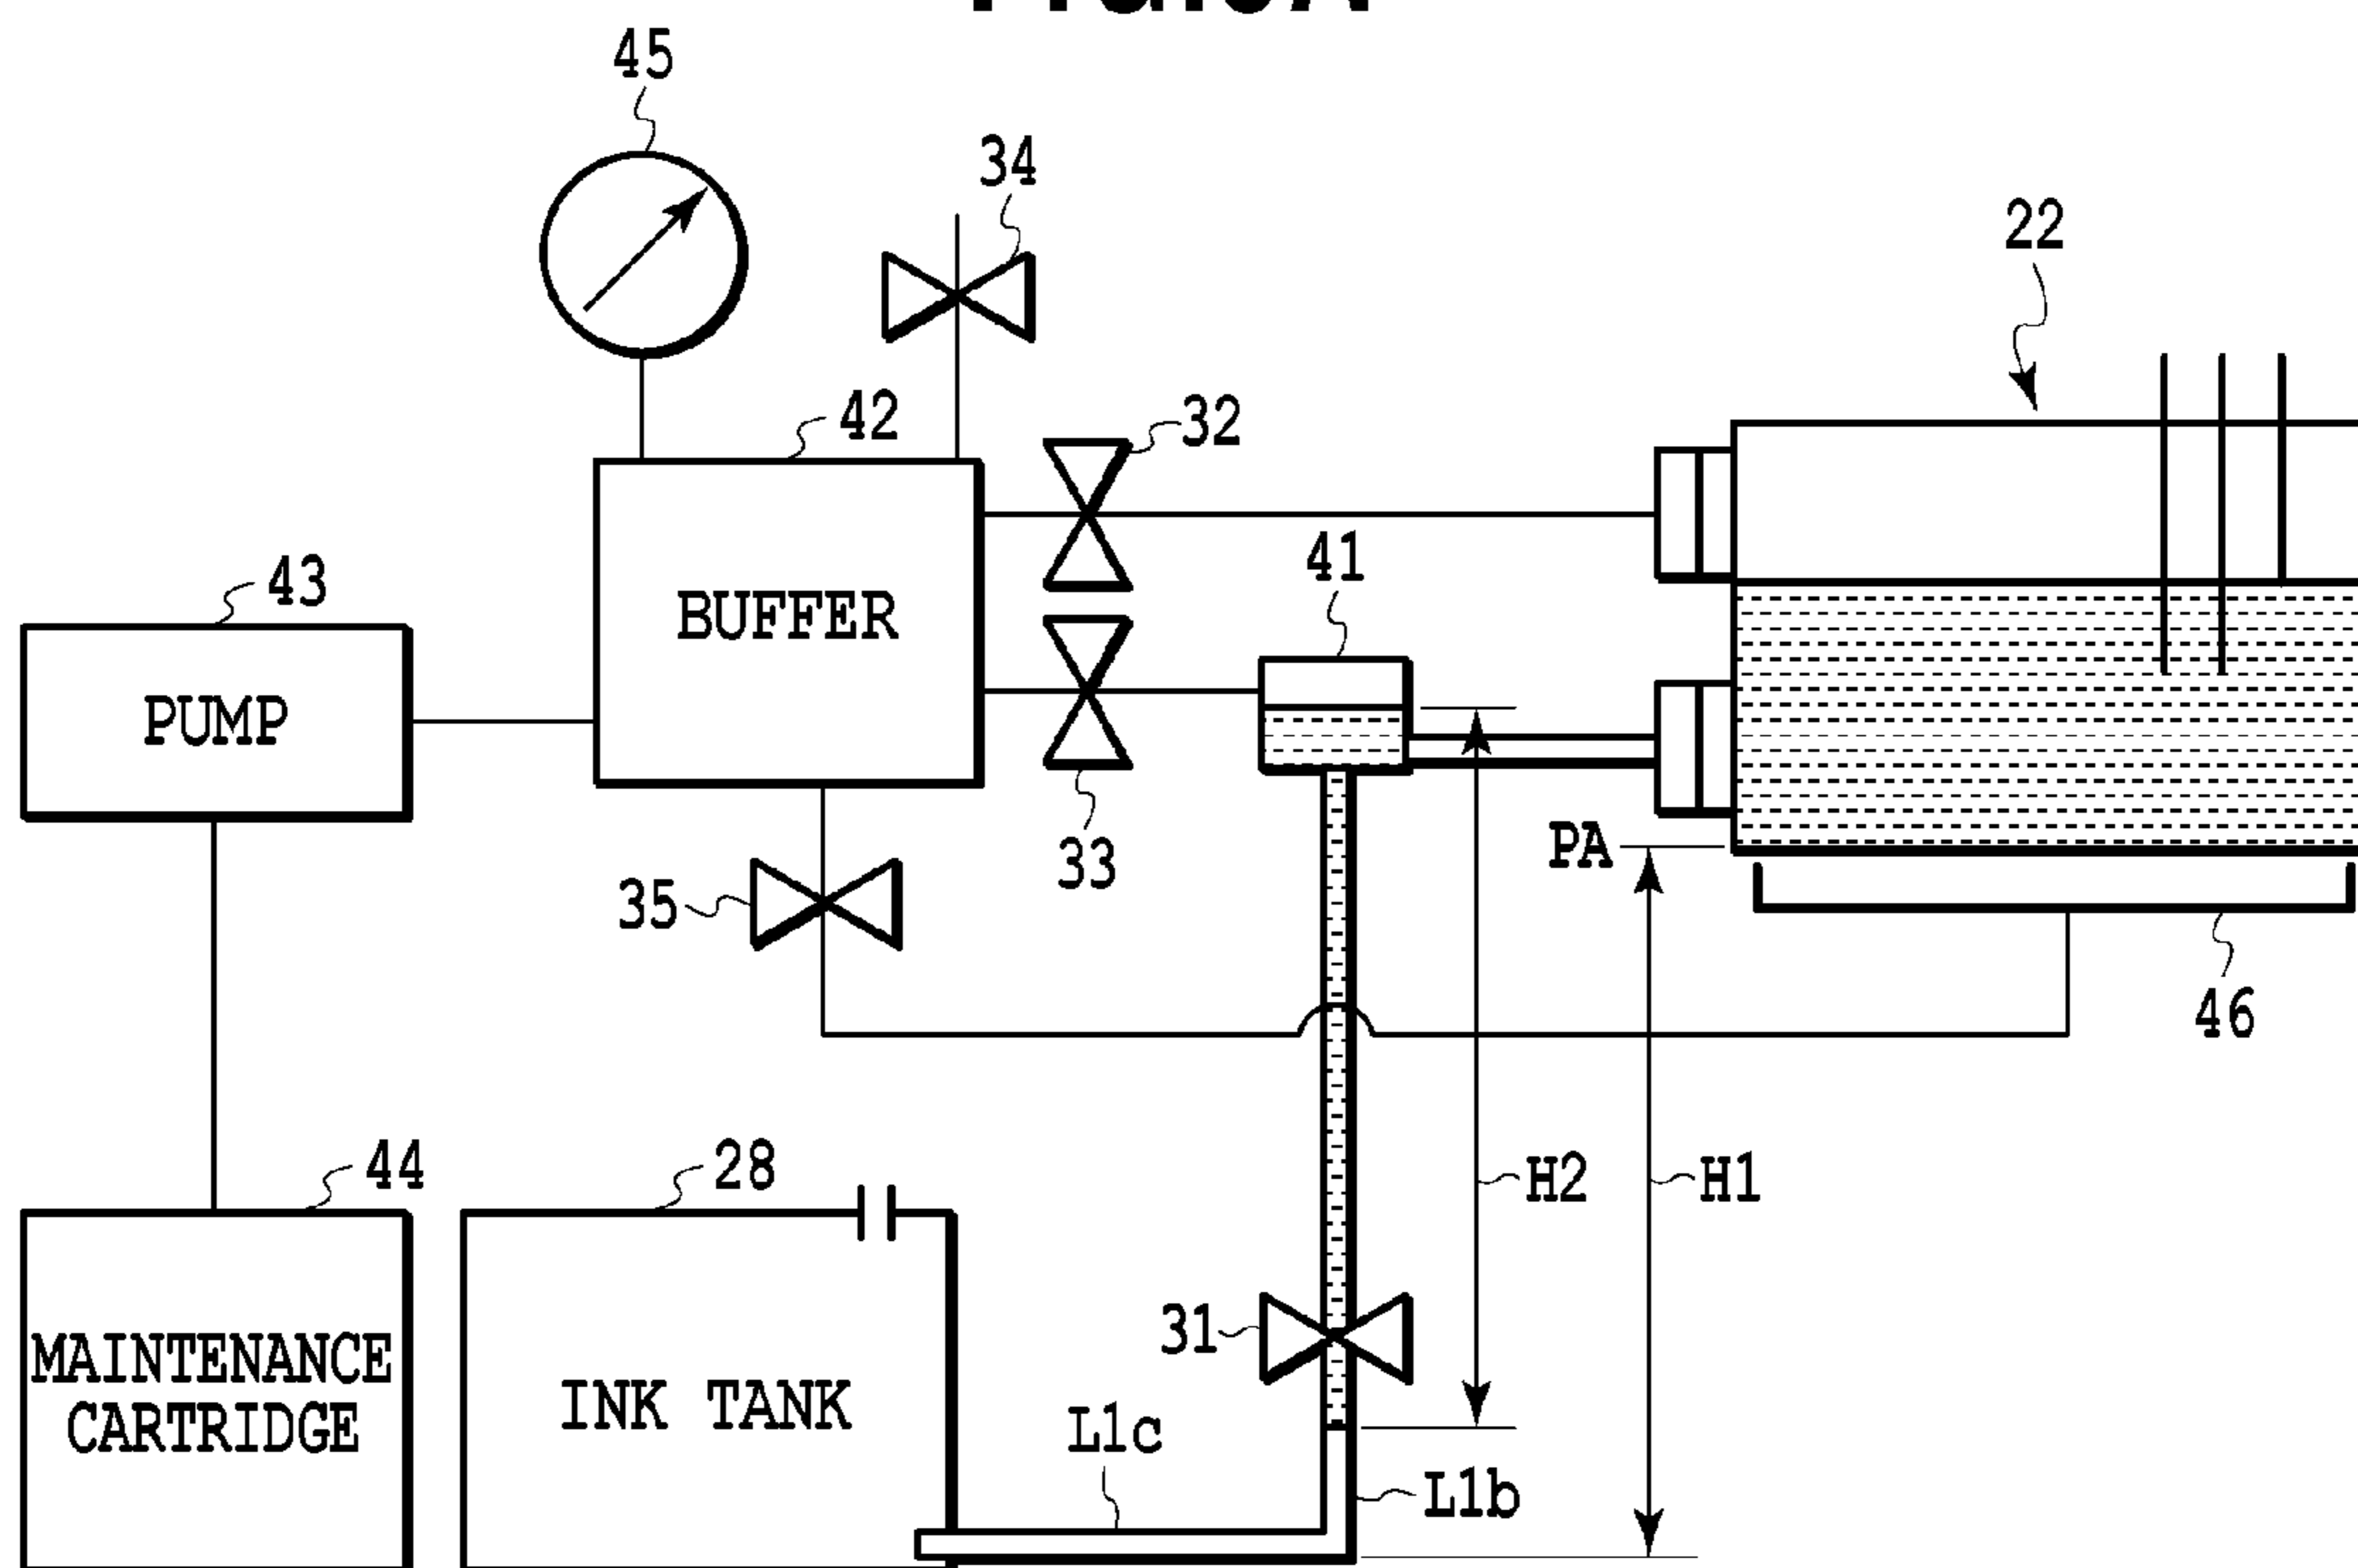 45
34
22
42
32
41
43
BUFFER
PUMP
PA
33
35
46
44
28
H2
H1
31
MAINTENANCE
CARTRIDGE
INK TANK
L1c
L1b